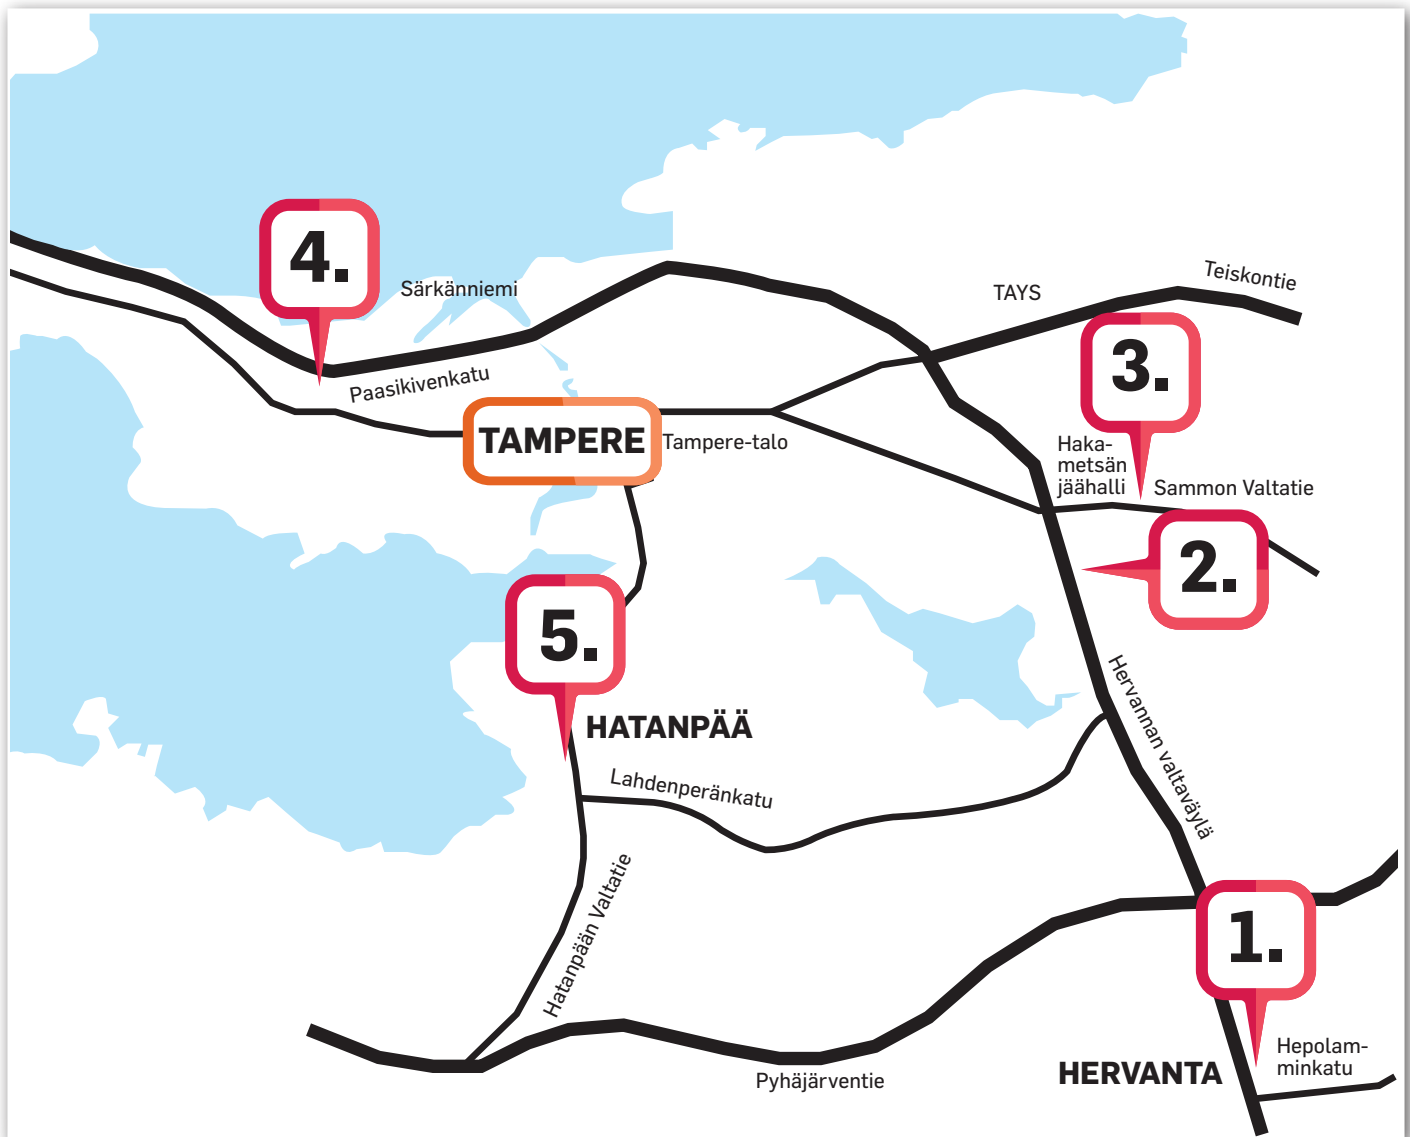 4.
Särkänniemi
TAYS
Teiskontie
Paasikivenkatu
3.
TAMPERE
Tampere-talo
Haka-
metsän
jäähalli
Sammon Valtatie
2.
5.
HATANPÄÄ
Hervannan valtaväylä
Lahdenperänkatu
Hatanpään Valtatie
1.
Pyhäjärventie
HERVANTA
Hepolam-
minkatu